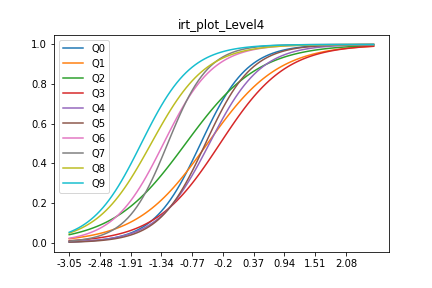 irt_plot_Level4
1.0
0.8
0.6
0.4
0.2
0.0
Q0
Q1
Q2
Q3
Q4
Q5
Q6
Q7
Q8
Q9
-3.05 -2.48 -1.91 -1.34 -0.77 -0.2 0.37 0.94 1.51 2.08